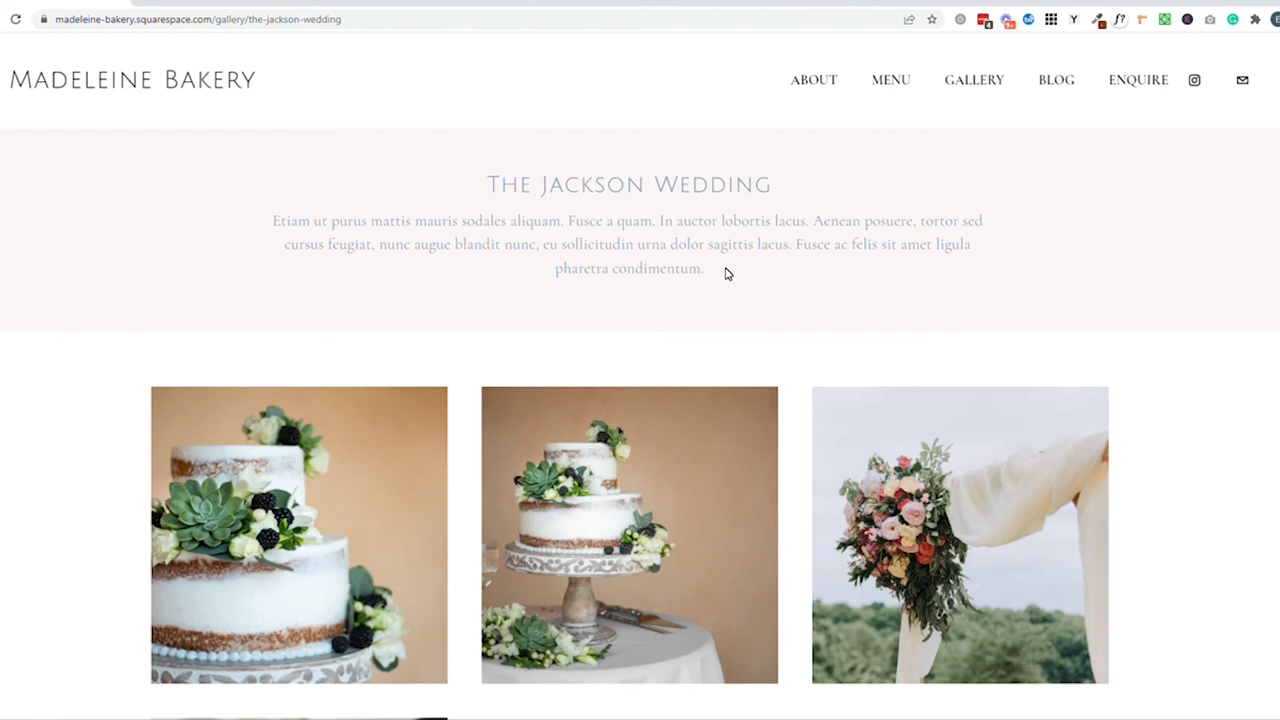 madeleine-bakery.squarespace.com/gallery/the-jackson-wedding
MADELEINE BAKERY
ABOUT MENU GALLERY BLOG ENQUIRE
THE JACKSON WEDDING
Etiam ut purus mattis mauris sodales aliquam. Fusce a quam. In auctor lobortis lacus. Aenean posuere, tortor sed
cursus feugiat, nunc augue blandit nunc, eu sollicitudin urna dolor sagittis lacus. Fusce ac felis sit amet ligula
pharetra condimentum.